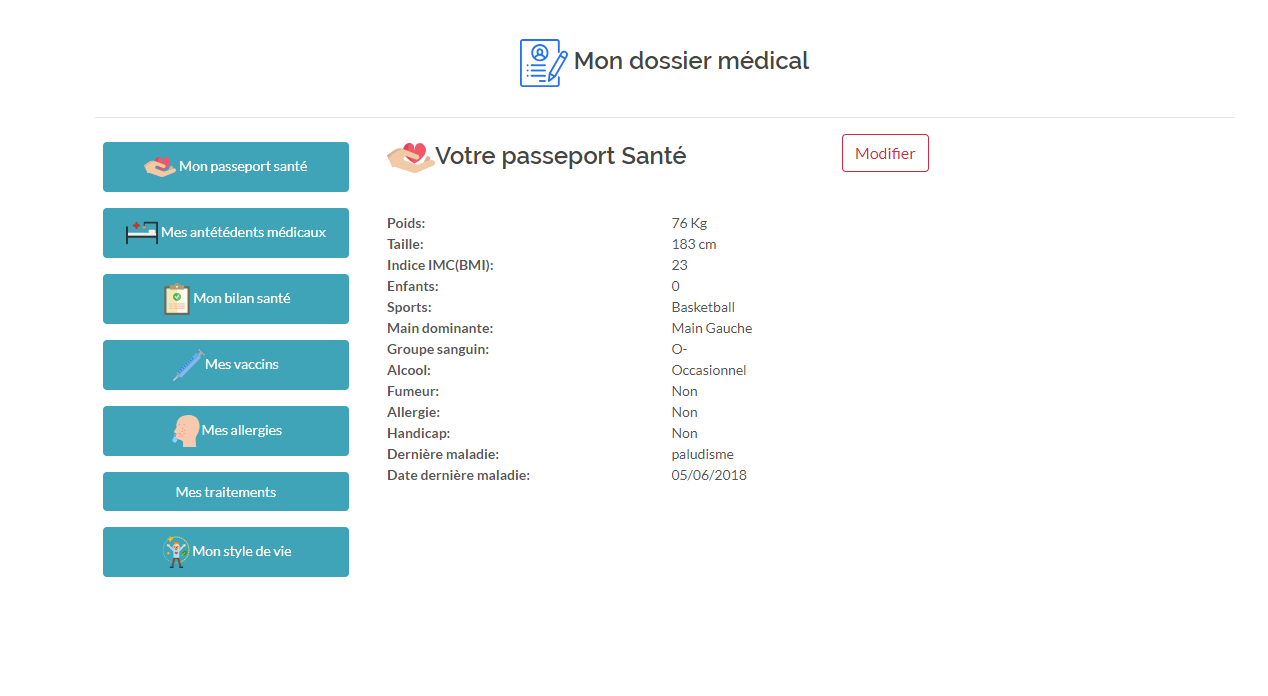 Mon dossier médical
Mon passeport santé
Mes antétédents médicaux
Mon bilan santé
Mes vaccins
Mes allergies
Mes traitements
Mon style de vie
Votre passeport Santé
Modifier
Poids: 76 Kg
Taille: 183 cm
Indice IMC(BMI): 23
Enfants: 0
Sports: Basketball
Main dominante: Main Gauche
Groupe sanguin: O-
Alcool: Occasionnel
Fumeur: Non
Allergie: Non
Handicap: Non
Dernière maladie: paludisme
Date dernière maladie: 05/06/2018